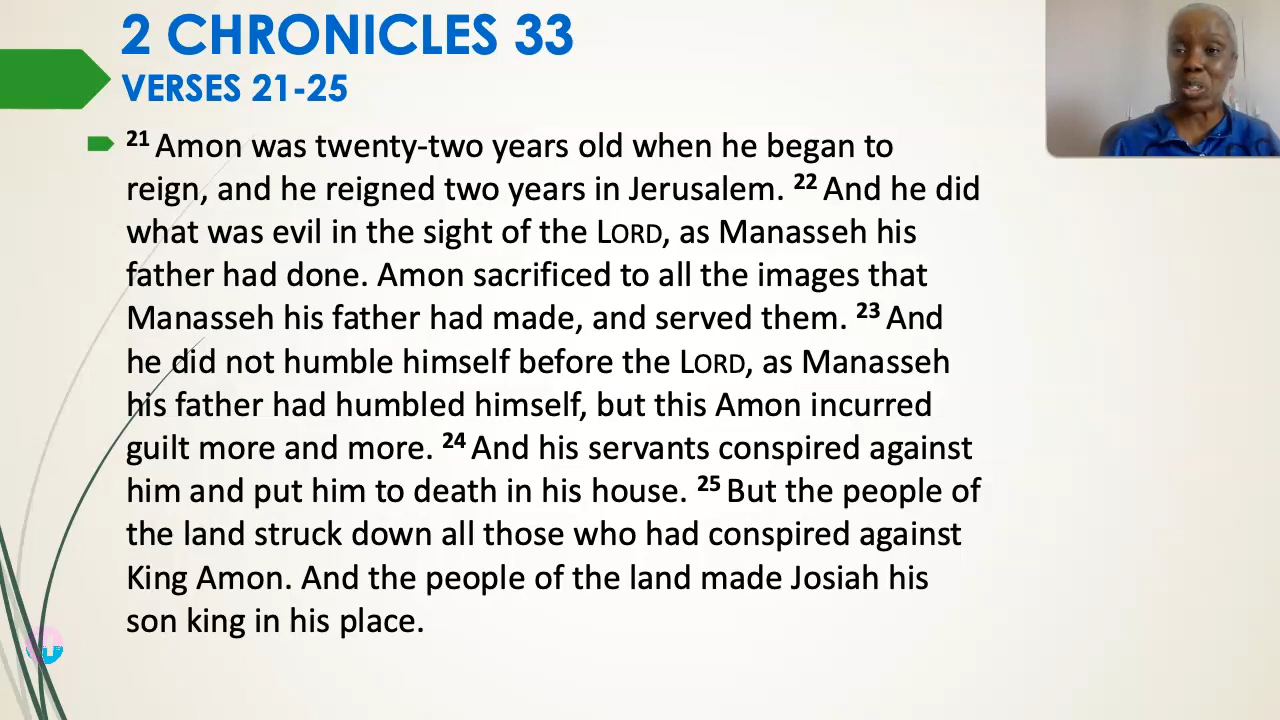 2 CHRONICLES 33
VERSES 21-25
21 Amon was twenty-two years old when he began to
reign, and he reigned two years in Jerusalem. 22 And he did
what was evil in the sight of the LORD, as Manasseh his
father had done. Amon sacrificed to all the images that
Manasseh his father had made, and served them. 23 And
he did not humble himself before the LORD, as Manasseh
his father had humbled himself, but this Amon incurred
guilt more and more. 24 And his servants conspired against
him and put him to death in his house. 25 But the people of
the land struck down all those who had conspired against
King Amon. And the people of the land made Josiah his
son king in his place.